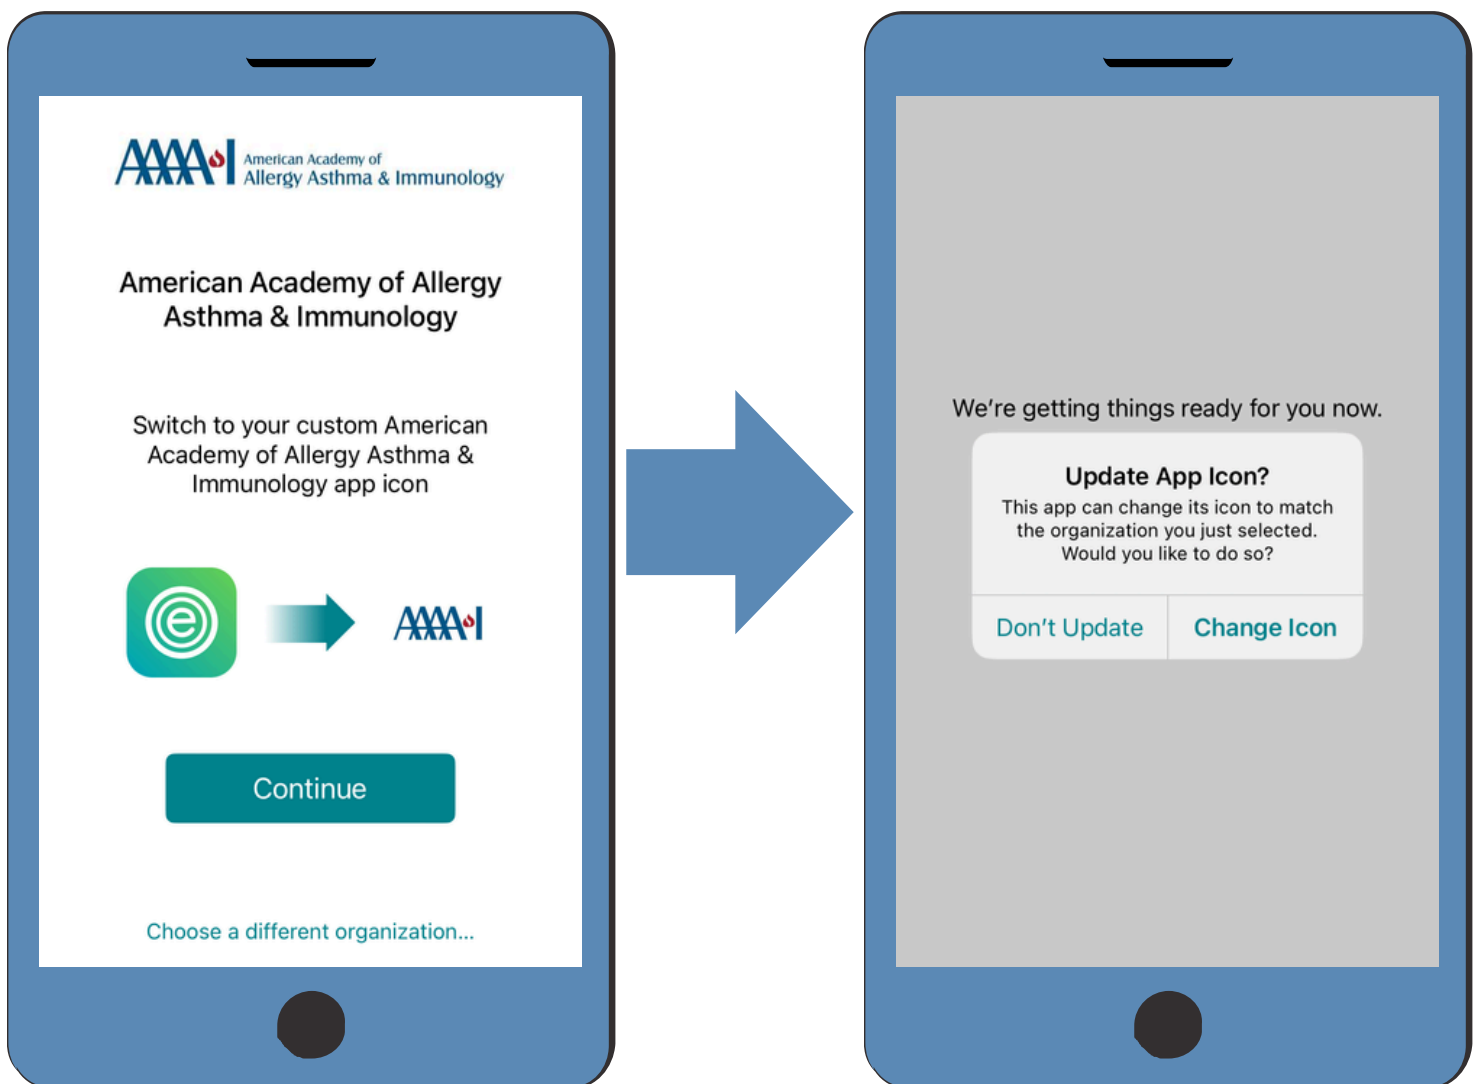 AAAAI
American Academy of
Allergy Asthma & Immunology
American Academy of Allergy
Asthma & Immunology
Switch to your custom American
Academy of Allergy Asthma &
Immunology app icon
e
AAAAI
Continue
Choose a different organization...
We're getting things ready for you now.
Update App Icon?
This app can change its icon to match
the organization you just selected.
Would you like to do so?
Don't Update
Change Icon